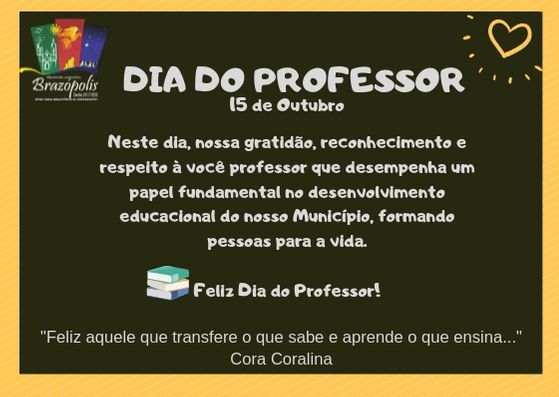 Brazópolis
DIA DO PROFESSOR
15 de Outubro
Neste dia, nossa gratidão, reconhecimento e
respeito à você professor que desempenha um
papel fundamental no desenvolvimento
educacional do nosso Município, formando
pessoas para a vida.
Feliz Dia do Professor!
"Feliz aquele que transfere o que sabe e aprende o que ensina..."
Cora Coralina